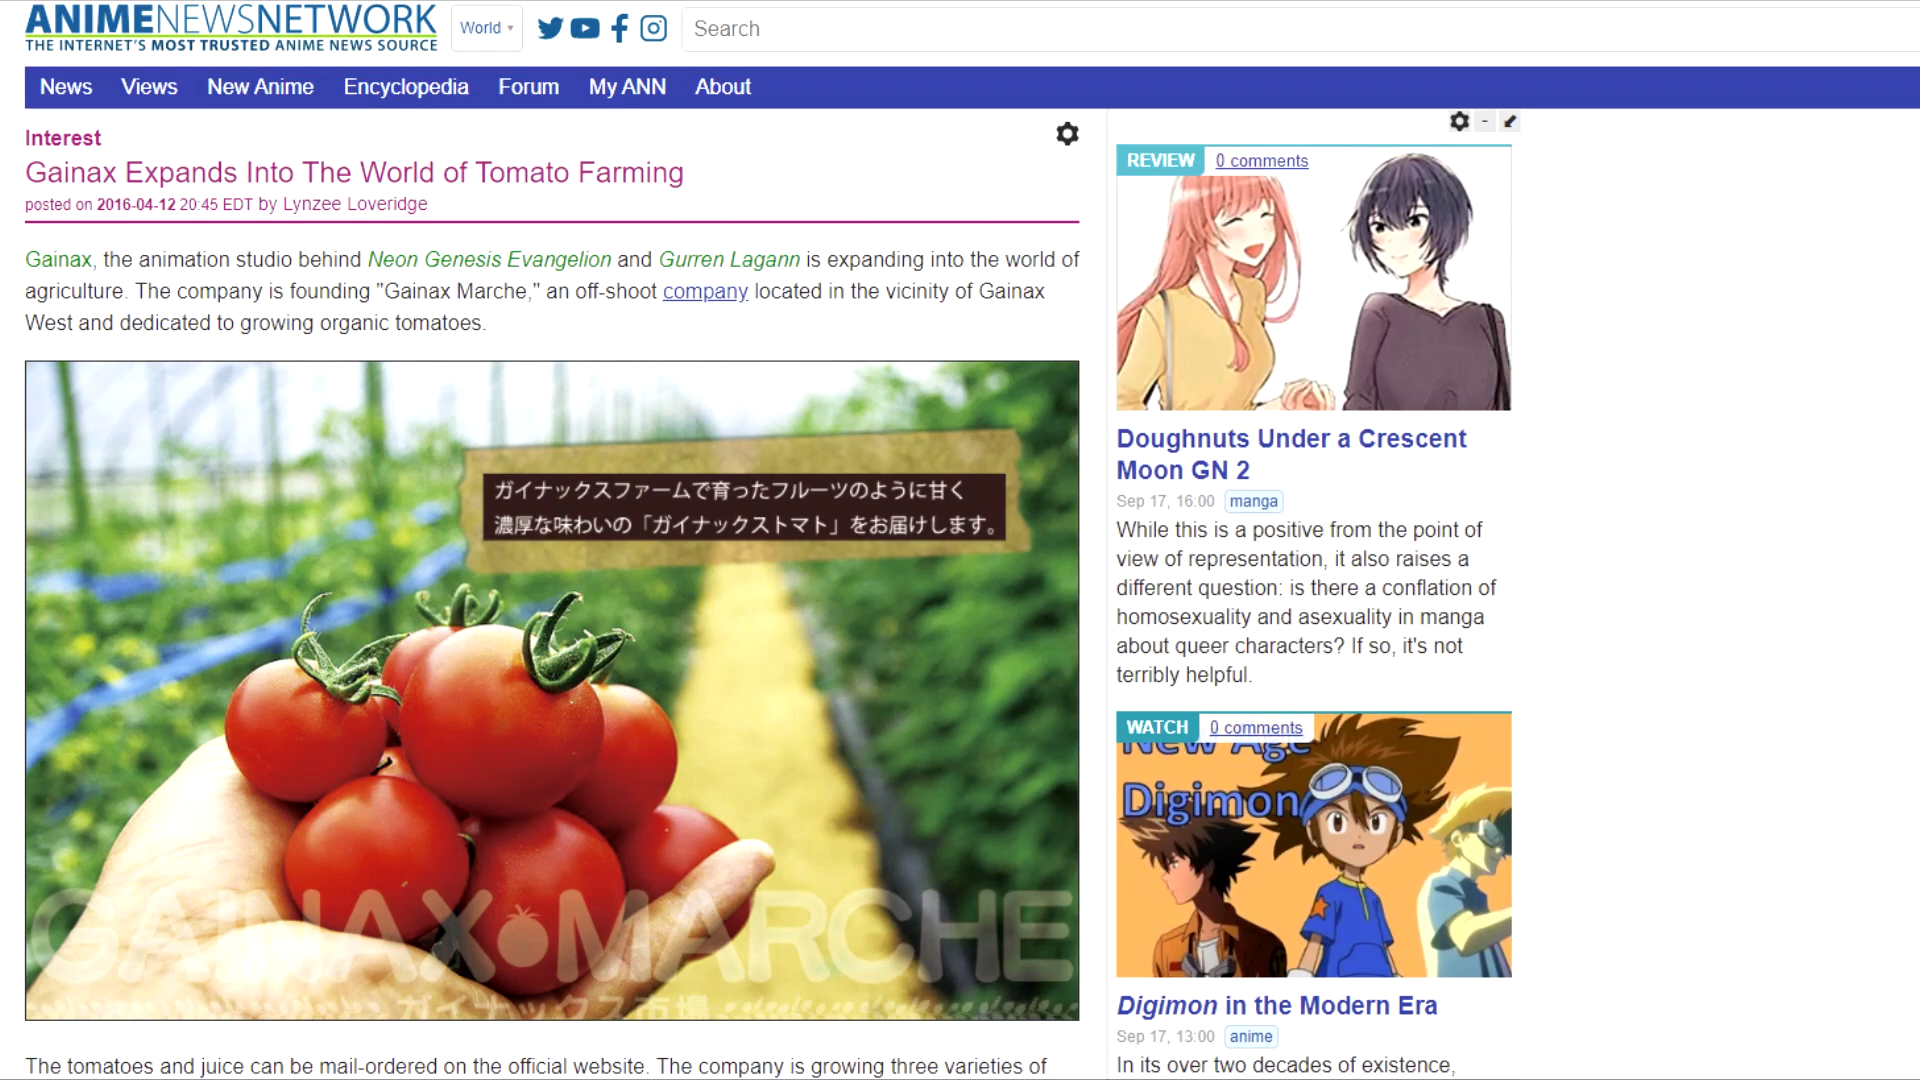 ANIMENEWSNETWORK
THE INTERNET'S MOST TRUSTED ANIME NEWS SOURCE
World
Search
News Views New Anime Encyclopedia Forum My ANN About
Interest
Gainax Expands Into The World of Tomato Farming
posted on 2016-04-12 20:45 EDT by Lynzee Loveridge
Gainax, the animation studio behind Neon Genesis Evangelion and Gurren Lagann is expanding into the world of
agriculture. The company is founding "Gainax Marche," an off-shoot company located in the vicinity of Gainax
West and dedicated to growing organic tomatoes.
ガイナックスファームで育ったフルーツのように甘く
濃厚な味わいの「ガイナックストマト」をお届けします。
GAINAX MARCHE
ガイナックス市場
The tomatoes and juice can be mail-ordered on the official website. The company is growing three varieties of
-
REVIEW 0 comments
Doughnuts Under a Crescent
Moon GN 2
Sep 17, 16:00 manga
While this is a positive from the point of
view of representation, it also raises a
different question: is there a conflation of
homosexuality and asexuality in manga
about queer characters? If so, it's not
terribly helpful.
WATCH 0 comments
New Age
Digimon
Digimon in the Modern Era
Sep 17, 13:00 anime
In its over two decades of existence,